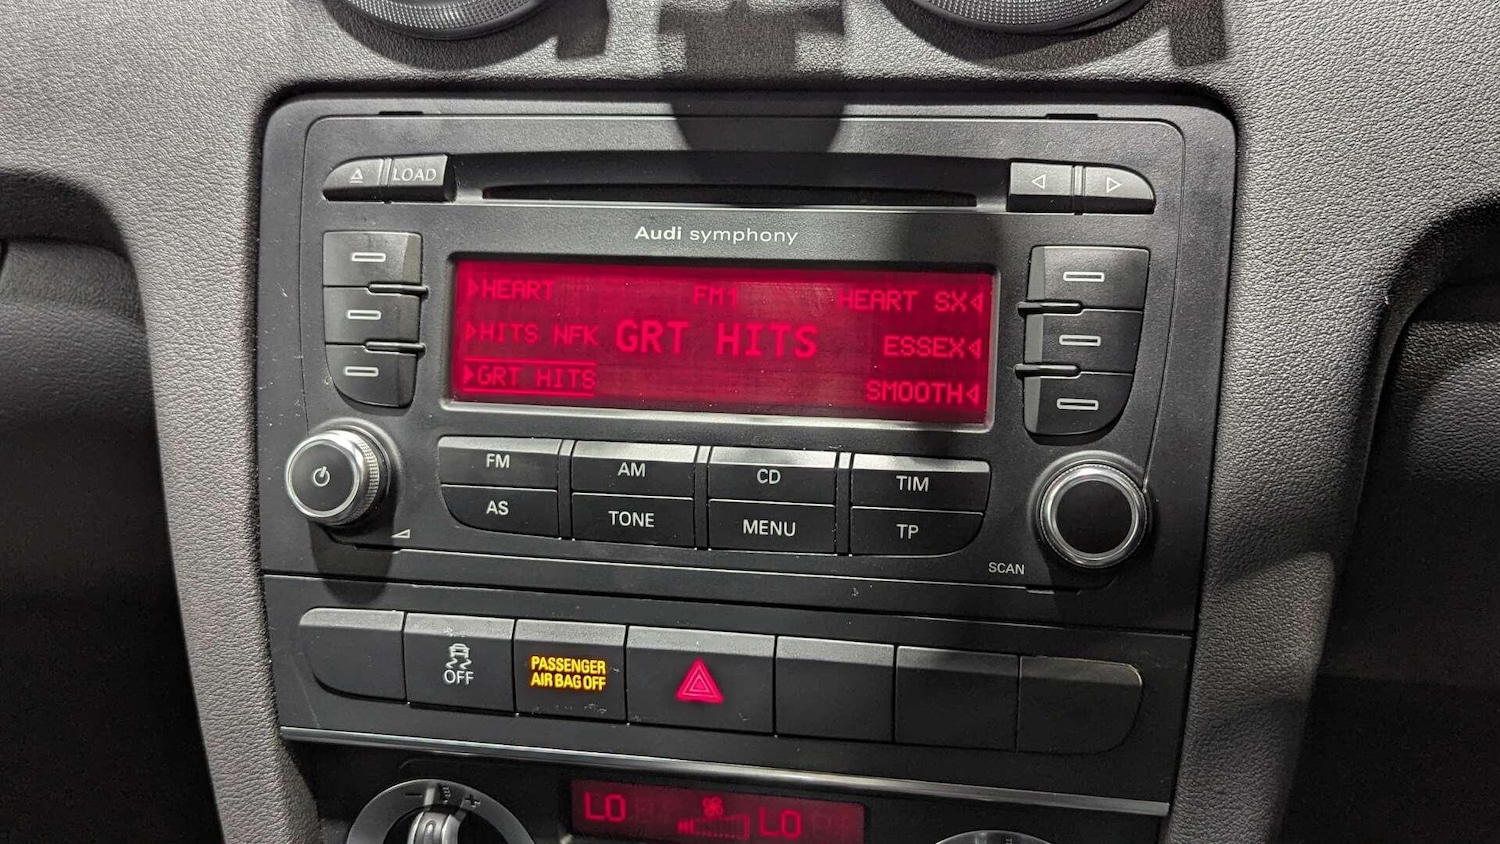 LOAD
Audi symphony
HEART FM1 HEART SX
HITS NFK GRT HITS ESSEX
GRT HITS SMOOTH
FM AM CD TIM
AS TONE MENU TP
SCAN
OFF
PASSENGER
AIR BAG OFF
LO LO